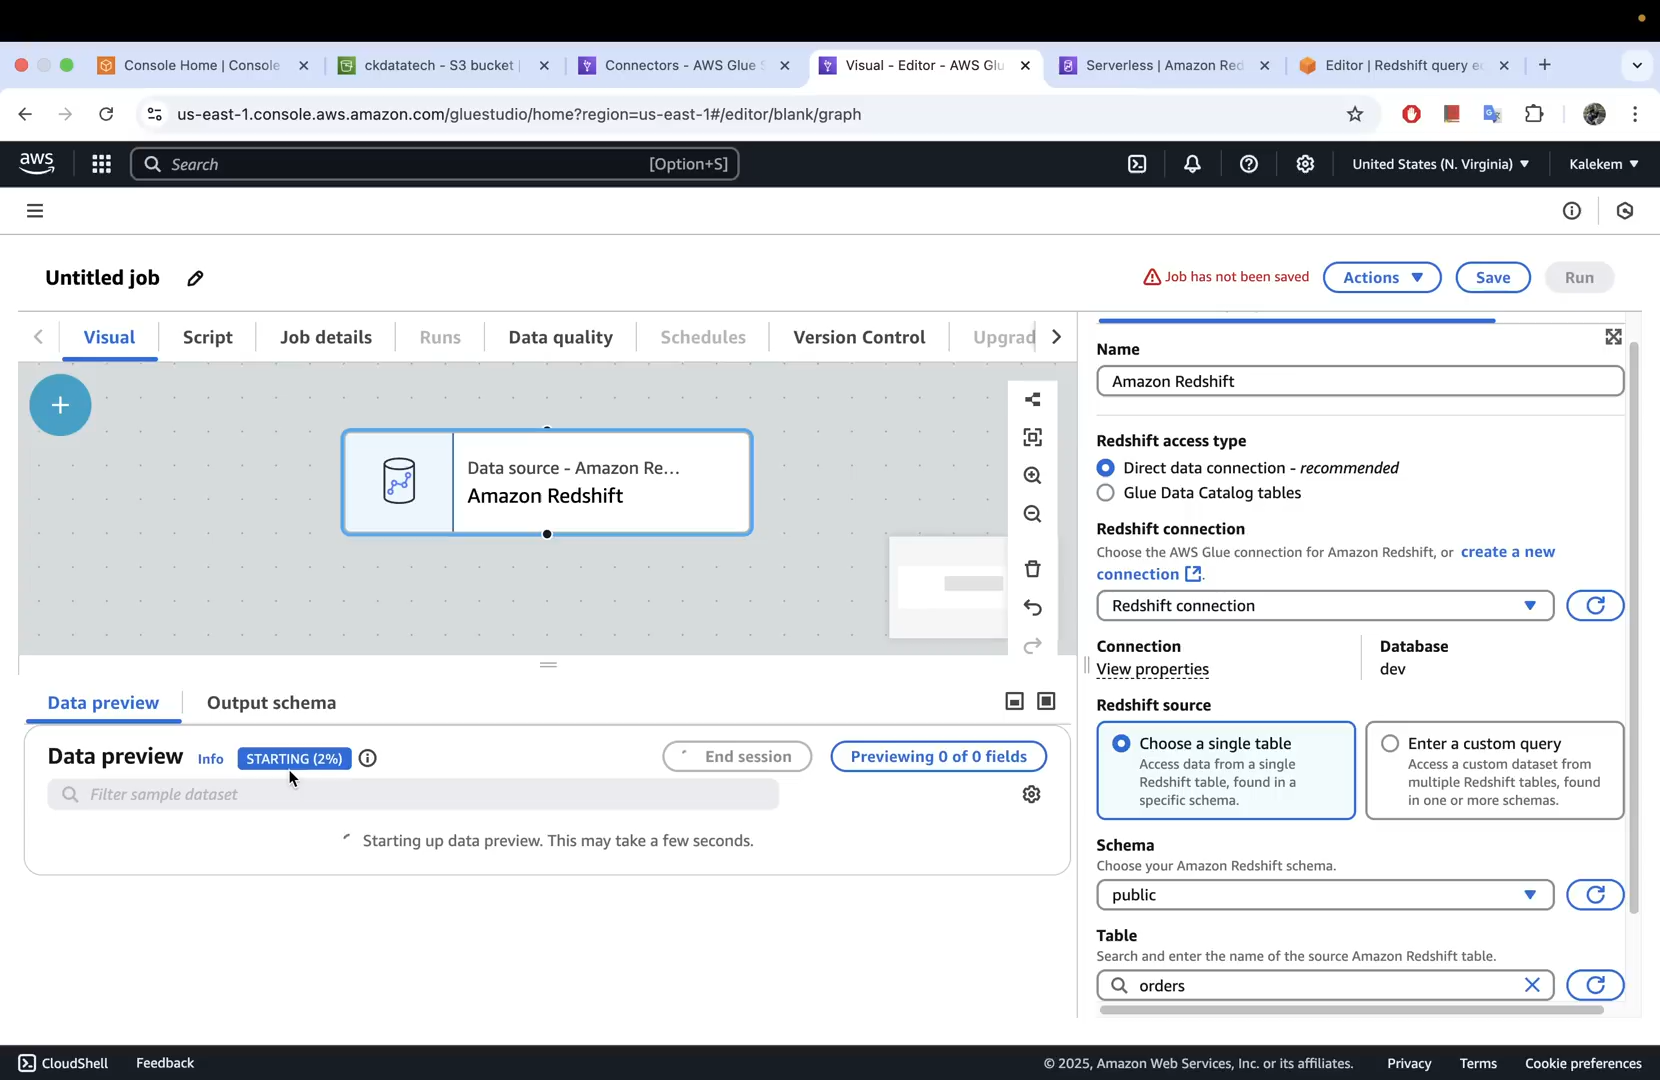 Console Home | Console
ckdatatech - S3 bucket
Connectors - AWS Glue S
Visual - Editor - AWS Glu
Serverless | Amazon Red
Editor | Redshift query e
us-east-1.console.aws.amazon.com/gluestudio/home?region=us-east-1#/editor/blank/graph
aws
Search
[Option+S]
United States (N. Virginia)
Kalekem
Untitled job
Job has not been saved
Actions
Save
Run
Visual
Script
Job details
Runs
Data quality
Schedules
Version Control
Upgrad
Data source - Amazon Re...
Amazon Redshift
Data preview
Output schema
Data preview
Info
STARTING (2%)
End session
Previewing 0 of 0 fields
Filter sample dataset
Starting up data preview. This may take a few seconds.
Name
Amazon Redshift
Redshift access type
Direct data connection - recommended
Glue Data Catalog tables
Redshift connection
Choose the AWS Glue connection for Amazon Redshift, or create a new
connection .
Redshift connection
Connection
View properties
Database
dev
Redshift source
Choose a single table
Access data from a single
Redshift table, found in a
specific schema.
Enter a custom query
Access a custom dataset from
multiple Redshift tables, found
in one or more schemas.
Schema
Choose your Amazon Redshift schema.
public
Table
Search and enter the name of the source Amazon Redshift table.
orders
CloudShell
Feedback
© 2025, Amazon Web Services, Inc. or its affiliates.
Privacy
Terms
Cookie preferences